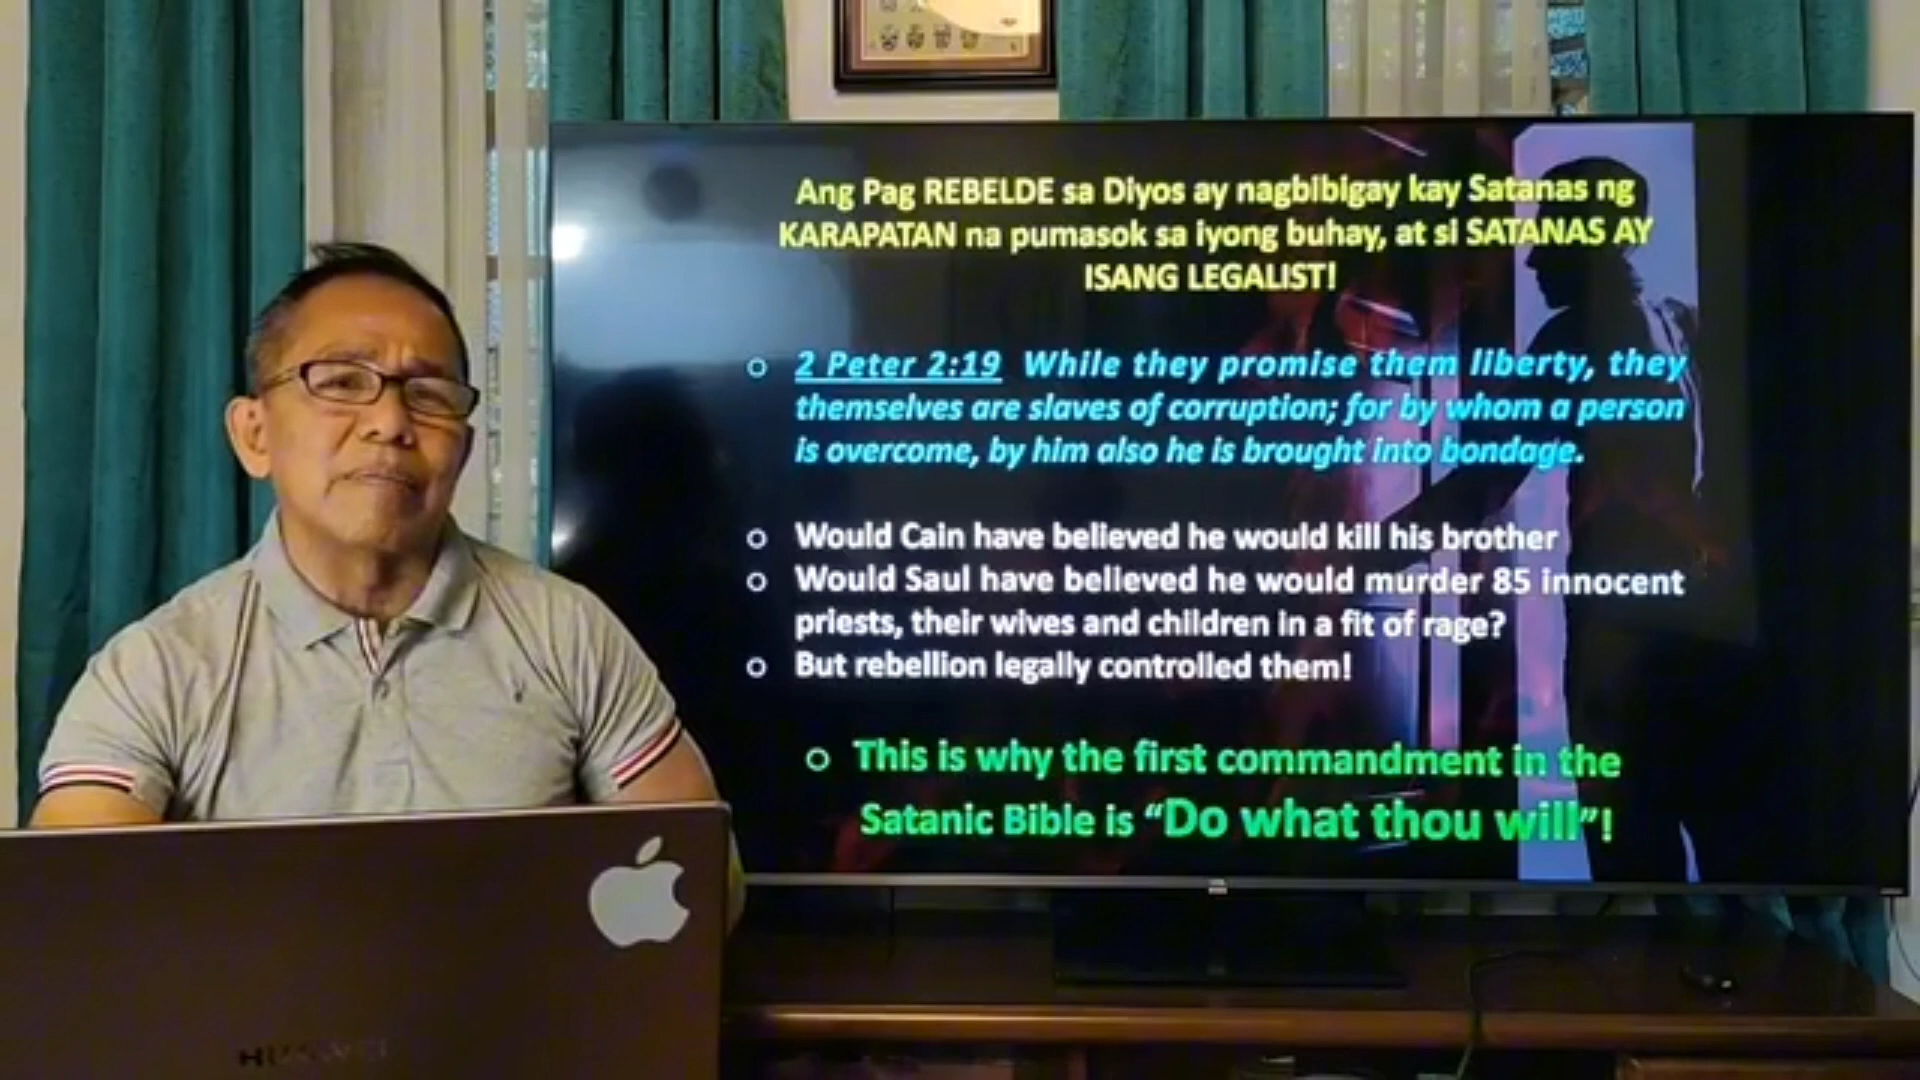 Ang Pag REBELDE sa Diyos ay nagbibigay kay Satanas ng
KARAPATAN na pumasok sa iyong buhay, at si SATANAS AY
ISANG LEGALIST!
○ 2 Peter 2:19 While they promise them liberty, they
themselves are slaves of corruption; for by whom a person
is overcome, by him also he is brought into bondage.
○ Would Cain have believed he would kill his brother
○ Would Saul have believed he would murder 85 innocent
priests, their wives and children in a fit of rage?
○ But rebellion legally controlled them!
○ This is why the first commandment in the
Satanic Bible is “Do what thou will”!
HUAWEI